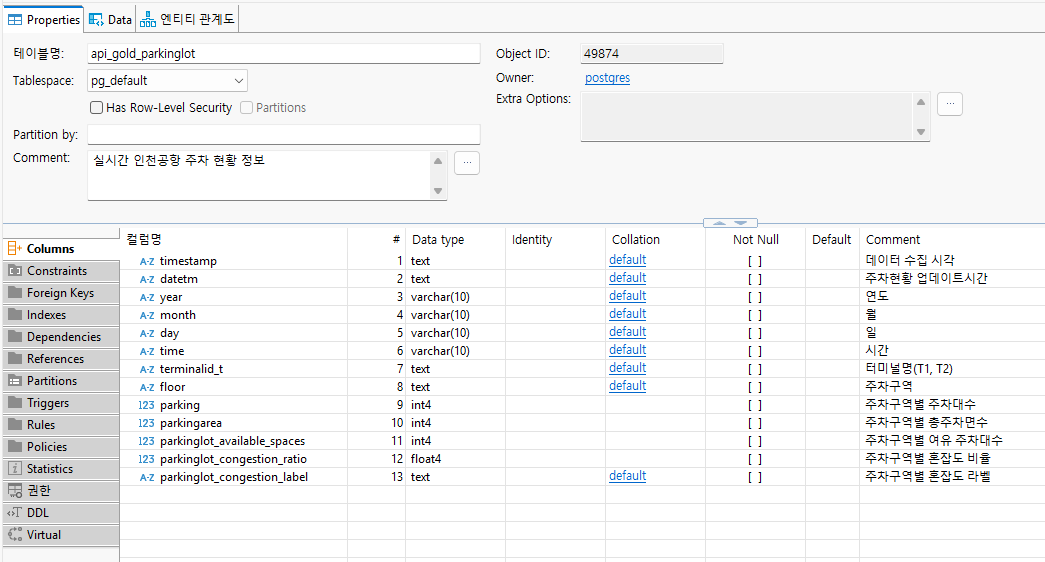 Properties Data 엔티티 관계도
테이블명: api_gold_parkinglot Object ID: 49874
Tablespace: pg_default Owner: postgres
Has Row-Level Security Partitions Extra Options: ...
Partition by:
Comment: 실시간 인천공항 주차 현황 정보 ...
Columns
Constraints
Foreign Keys
Indexes
Dependencies
References
Partitions
Triggers
Rules
Policies
Statistics
권한
DDL
Virtual
컬럼명 # Data type Identity Collation Not Null Default Comment
A-Z timestamp 1 text default [ ] 데이터 수집 시각
A-Z datetm 2 text default [ ] 주차현황 업데이트시간
A-Z year 3 varchar(10) default [ ] 연도
A-Z month 4 varchar(10) default [ ] 월
A-Z day 5 varchar(10) default [ ] 일
A-Z time 6 varchar(10) default [ ] 시간
A-Z terminalid_t 7 text default [ ] 터미널명(T1, T2)
A-Z floor 8 text default [ ] 주차구역
123 parking 9 int4 [ ] 주차구역별 주차대수
123 parkingarea 10 int4 [ ] 주차구역별 총주차면수
123 parkinglot_available_spaces 11 int4 [ ] 주차구역별 여유 주차대수
123 parkinglot_congestion_ratio 12 float4 [ ] 주차구역별 혼잡도 비율
A-Z parkinglot_congestion_label 13 text default [ ] 주차구역별 혼잡도 라벨